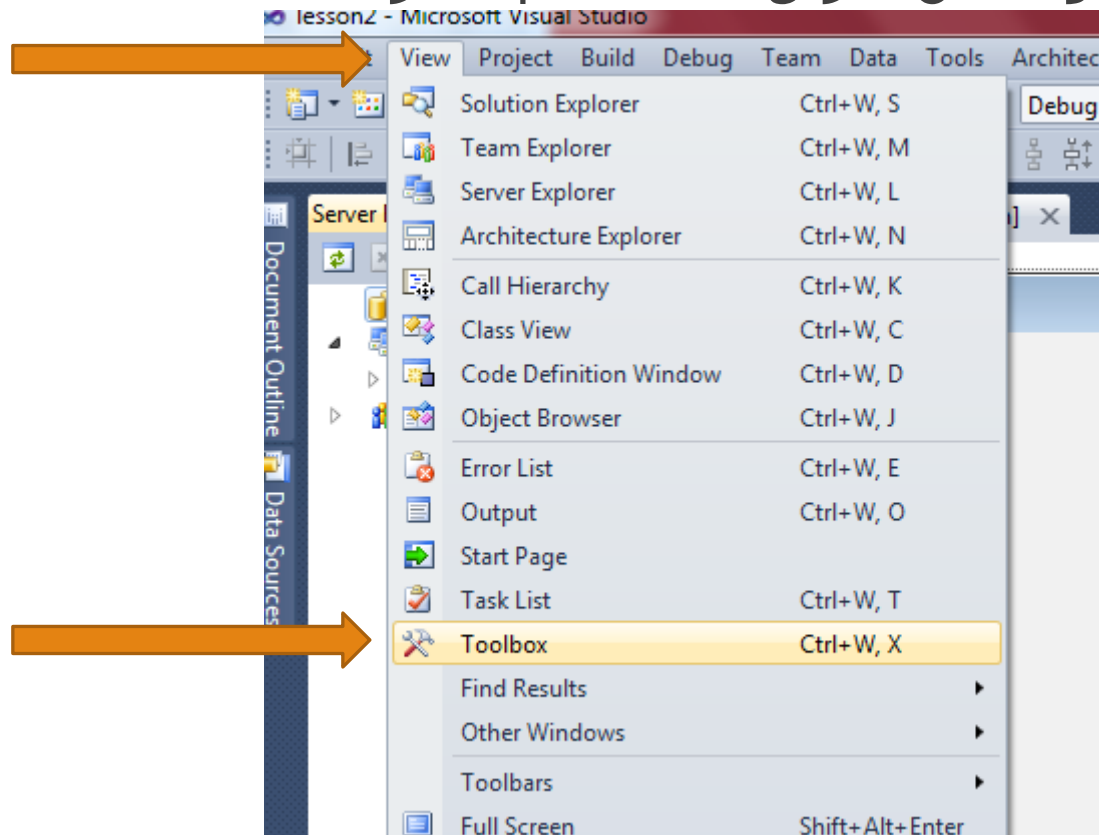 lesson2 - Microsoft Visual Studio
View Project Build Debug Team Data Tools Architec
Solution Explorer Ctrl+W, S
Debug
Team Explorer Ctrl+W, M
Server Explorer Ctrl+W, L
Server
Architecture Explorer Ctrl+W, N
Call Hierarchy Ctrl+W, K
Class View Ctrl+W, C
Code Definition Window Ctrl+W, D
Object Browser Ctrl+W, J
Error List Ctrl+W, E
Output Ctrl+W, O
Start Page
Task List Ctrl+W, T
Toolbox Ctrl+W, X
Find Results
Other Windows
Toolbars
Full Screen Shift+Alt+Enter
Document Outline
Data Sources